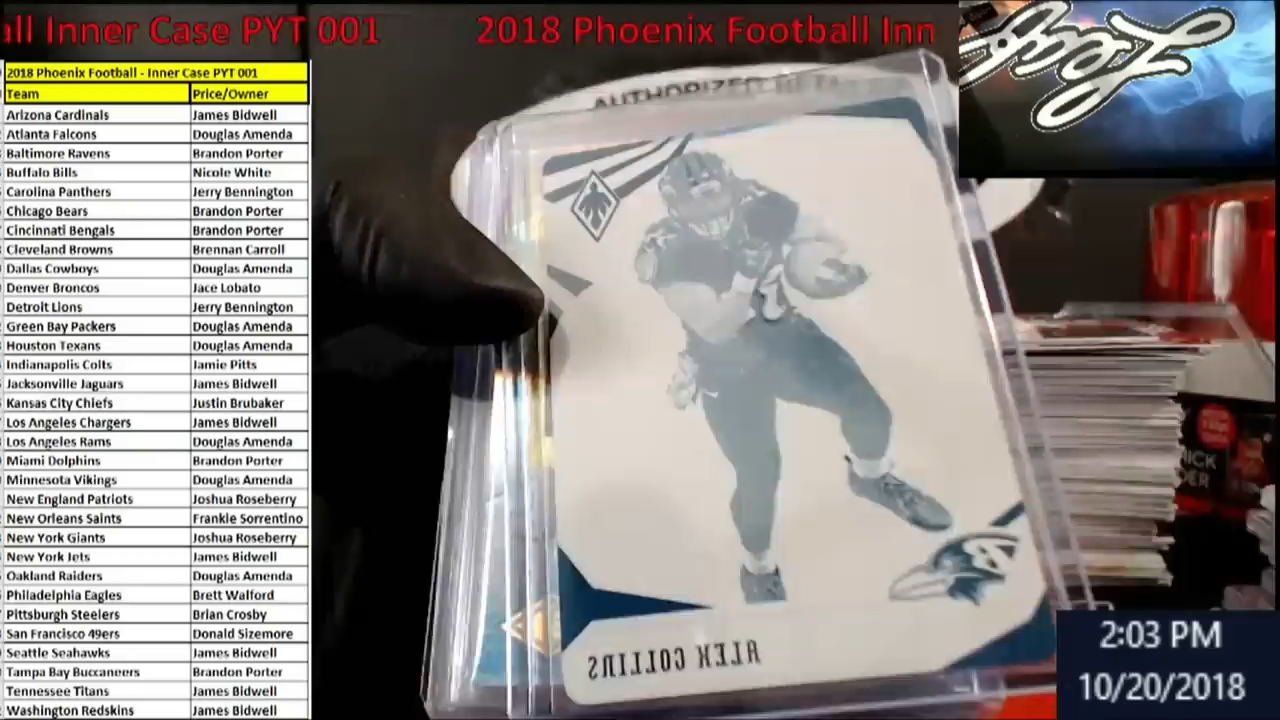 all Inner Case PYT 001 2018 Phoenix Football Inn
2018 Phoenix Football - Inner Case PYT 001
Team Price/Owner
Arizona Cardinals James Bidwell
Atlanta Falcons Douglas Amenda
Baltimore Ravens Brandon Porter
Buffalo Bills Nicole White
Carolina Panthers Jerry Bennington
Chicago Bears Brandon Porter
Cincinnati Bengals Brandon Porter
Cleveland Browns Brennan Carroll
Dallas Cowboys Douglas Amenda
Denver Broncos Jace Lobato
Detroit Lions Jerry Bennington
Green Bay Packers Douglas Amenda
Houston Texans Douglas Amenda
Indianapolis Colts Jamie Pitts
Jacksonville Jaguars James Bidwell
Kansas City Chiefs Justin Brubaker
Los Angeles Chargers James Bidwell
Los Angeles Rams Douglas Amenda
Miami Dolphins Brandon Porter
Minnesota Vikings Douglas Amenda
New England Patriots Joshua Roseberry
New Orleans Saints Frankie Sorrentino
New York Giants Joshua Roseberry
New York Jets James Bidwell
Oakland Raiders Douglas Amenda
Philadelphia Eagles Brett Walford
Pittsburgh Steelers Brian Crosby
San Francisco 49ers Donald Sizemore
Seattle Seahawks James Bidwell
Tampa Bay Buccaneers Brandon Porter
Tennessee Titans James Bidwell
Washington Redskins James Bidwell
AUTHORIZED
ALEX COLLINS
Leaf
2:03 PM
10/20/2018